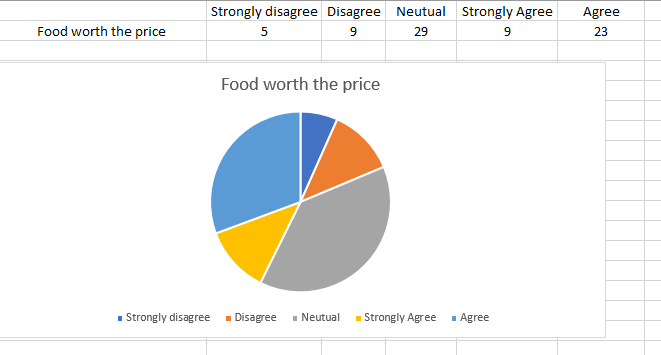 Strongly disagree Disagree Neutual Strongly Agree Agree
Food worth the price 5 9 29 9 23
Food worth the price
Strongly disagree Disagree Neutual Strongly Agree Agree